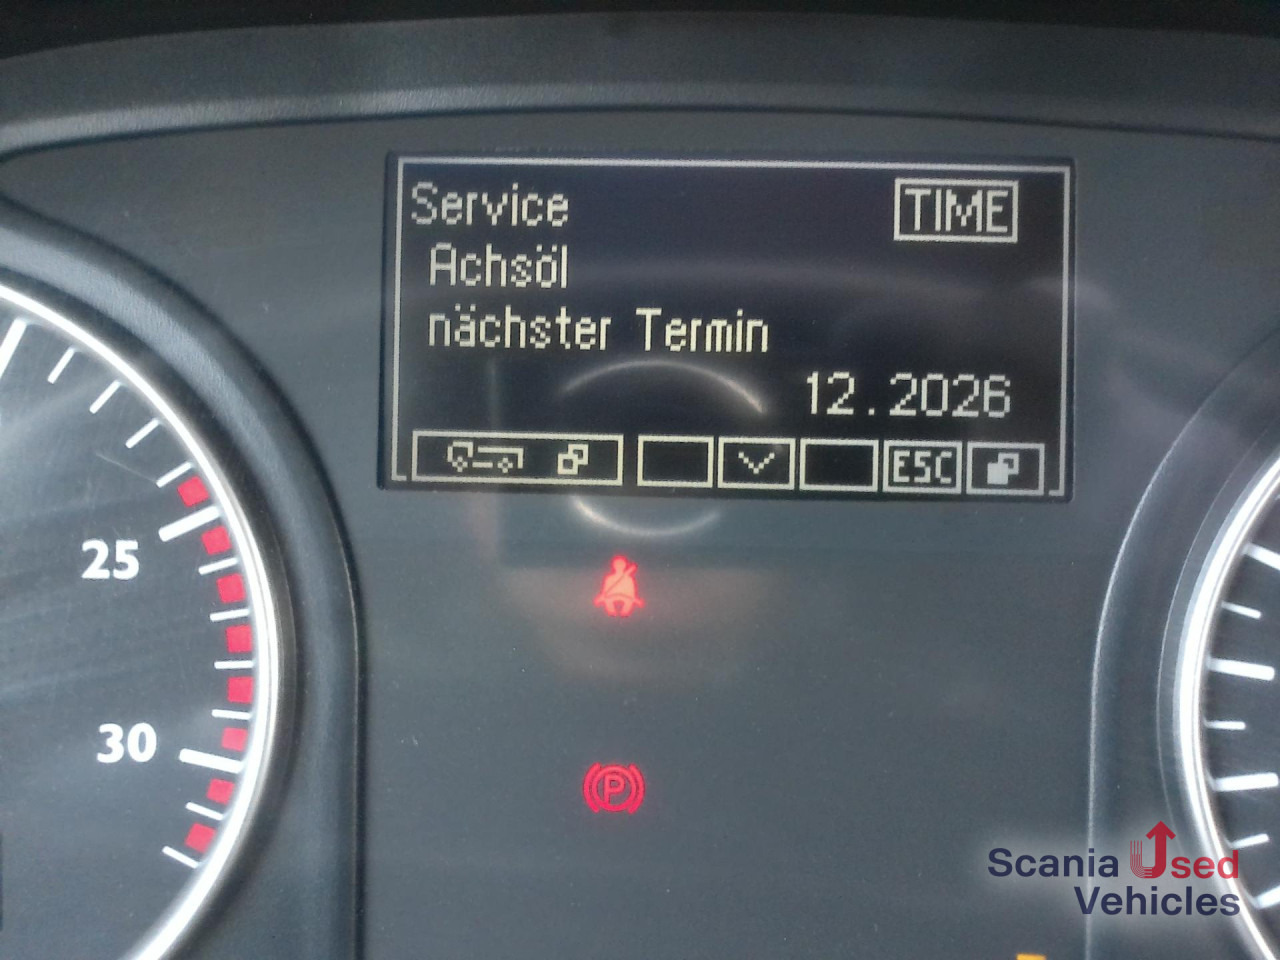 Service
TIME
Achsöl
nächster Termin
12.2026
ESC
25
30
P
Scania Used
Vehicles